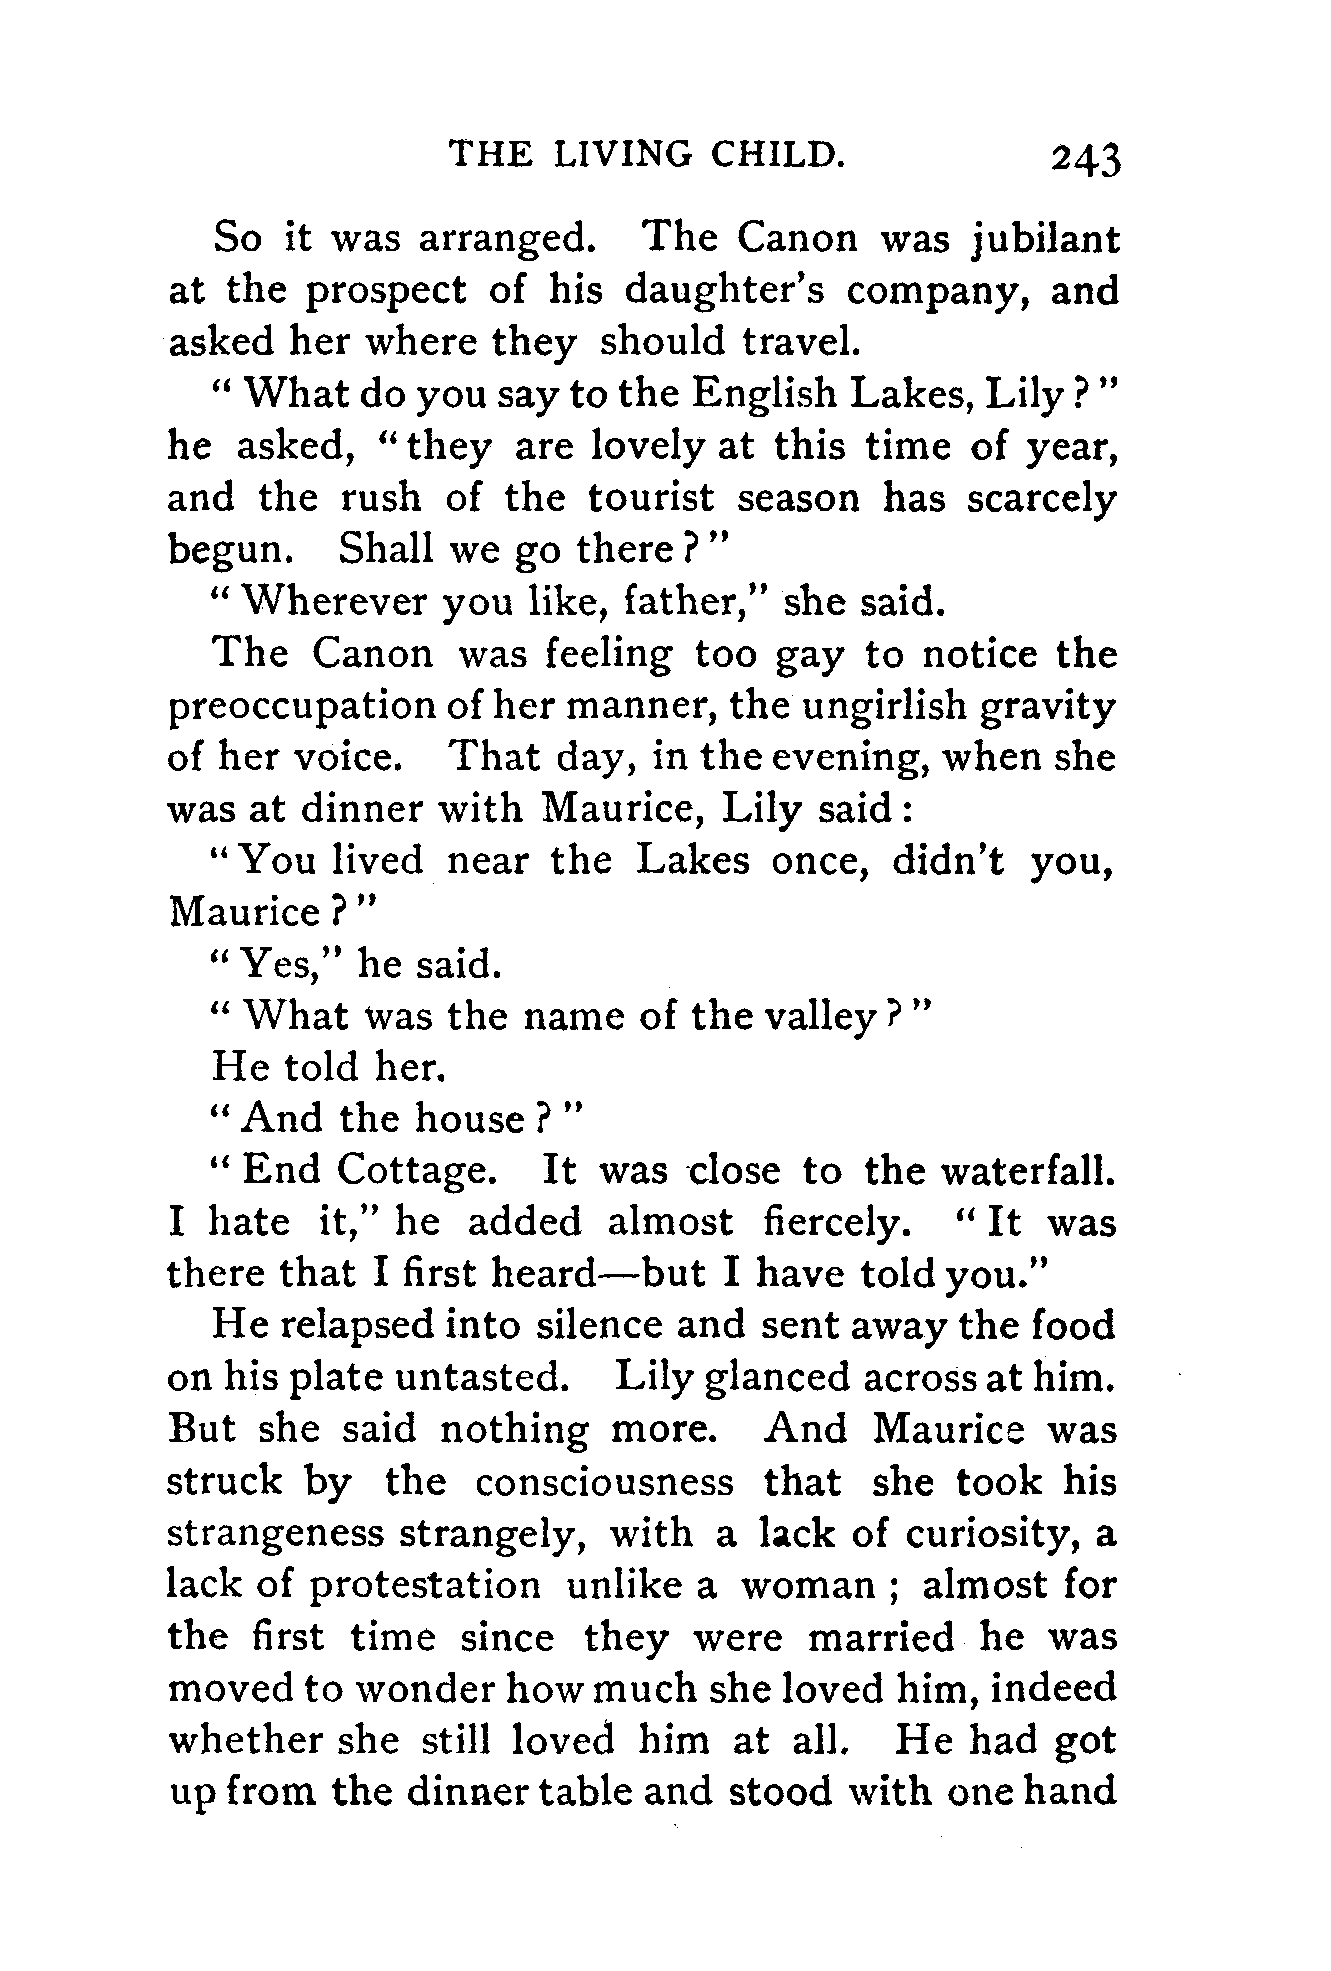 THE LIVING CHILD. 243
So it was arranged. The Canon was jubilant
at the prospect of his daughter's company, and
asked her where they should travel.
" What do you say to the English Lakes, Lily ? "
he asked, " they are lovely at this time of year,
and the rush of the tourist season has scarcely
begun. Shall we go there ? "
" Wherever you like, father," she said.
The Canon was feeling too gay to notice the
preoccupation of her manner, the ungirlish gravity
of her voice. That day, in the evening, when she
was at dinner with Maurice, Lily said :
" You lived near the Lakes once, didn't you,
Maurice ? "
" Yes," he said.
" What was the name of the valley ? "
He told her.
" And the house ? "
" End Cottage. It was close to the waterfall.
I hate it," he added almost fiercely. " It was
there that I first heard—but I have told you."
He relapsed into silence and sent away the food
on his plate untasted. Lily glanced across at him.
But she said nothing more. And Maurice was
struck by the consciousness that she took his
strangeness strangely, with a lack of curiosity, a
lack of protestation unlike a woman ; almost for
the first time since they were married he was
moved to wonder how much she loved him, indeed
whether she still loved him at all. He had got
up from the dinner table and stood with one hand